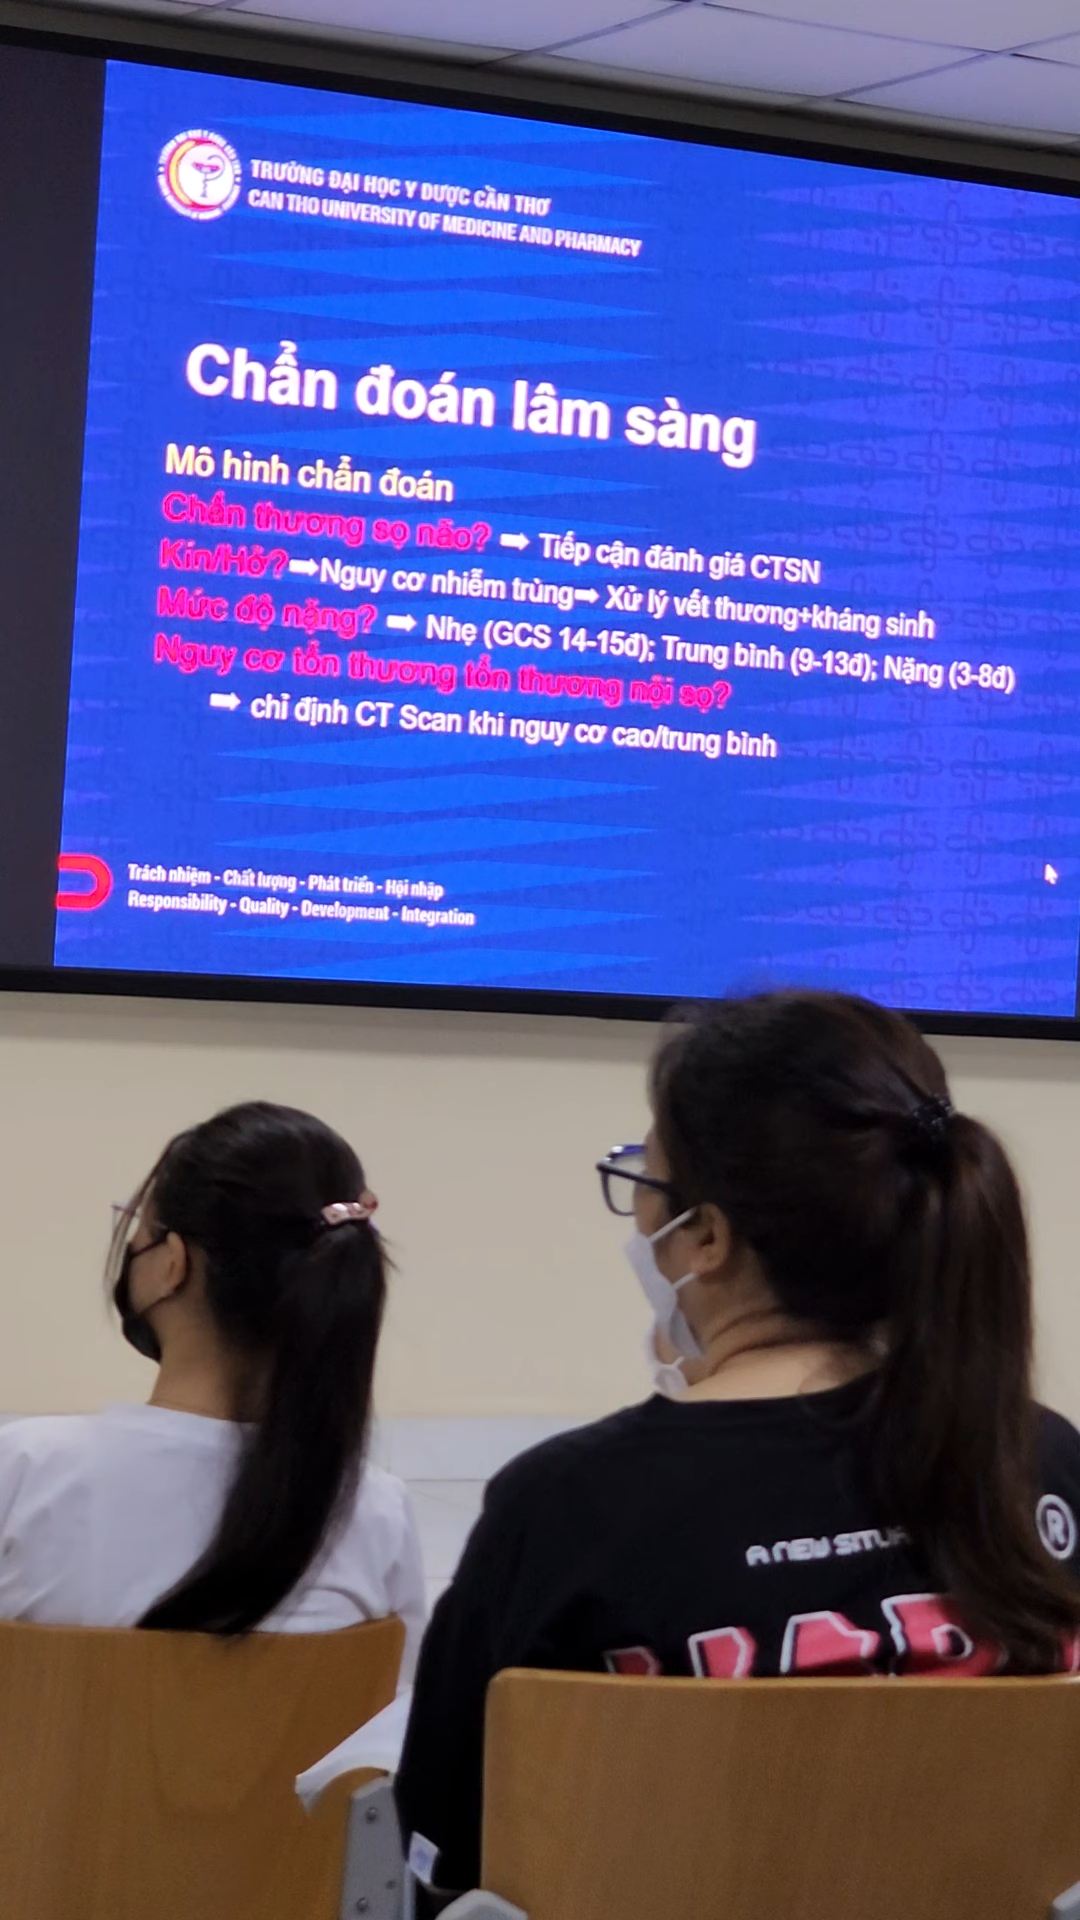 TRƯỜNG ĐẠI HỌC Y DƯỢC CẦN THƠ
CAN THO UNIVERSITY OF MEDICINE AND PHARMACY
Chẩn đoán lâm sàng
Mô hình chẩn đoán
Chấn thương sọ não? ➡ Tiếp cận đánh giá CTSN
Kín/Hở?➡Nguy cơ nhiễm trùng➡ Xử lý vết thương+kháng sinh
Mức độ nặng? ➡ Nhẹ (GCS 14-15đ); Trung bình (9-13đ); Nặng (3-8đ)
Nguy cơ tổn thương tổn thương nội sọ?
➡ chỉ định CT Scan khi nguy cơ cao/trung bình
Trách nhiệm - Chất lượng - Phát triển - Hội nhập
Responsibility - Quality - Development - Integration
®
A NEW